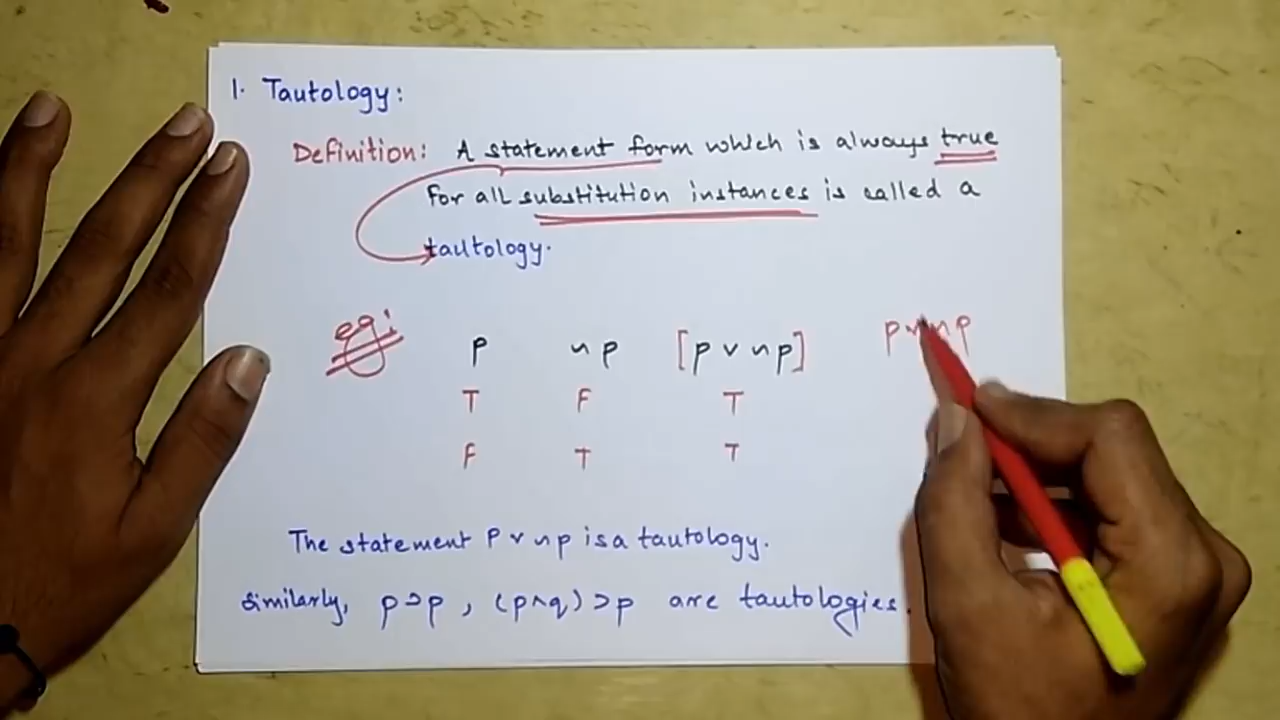 1. Tautology:
Definition: A statement form which is always true
for all substitution instances is called a
tautology.
eg:
p ~p [p v ~p] p v ~p
T F T
F T T
The statement P v ~p is a tautology.
similarly, p⊃p, (p∧q)⊃p are tautologies.